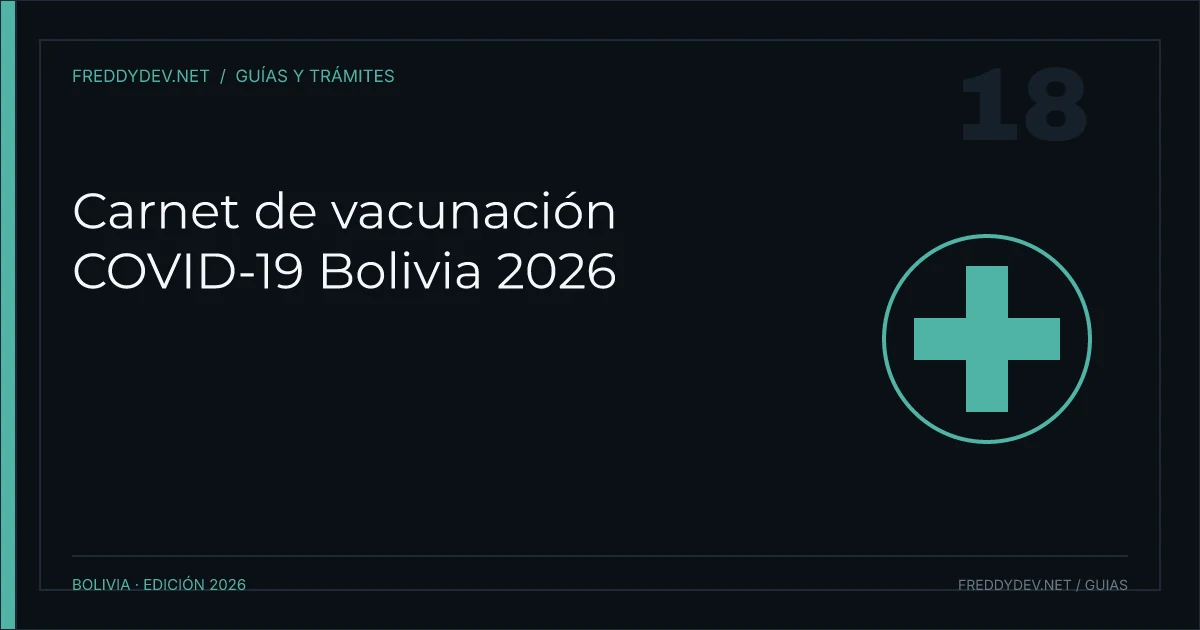 FREDDYDEV.NET / GUÍAS Y TRÁMITES
18
Carnet de vacunación
COVID-19 Bolivia 2026
BOLIVIA · EDICIÓN 2026
FREDDYDEV.NET / GUIAS